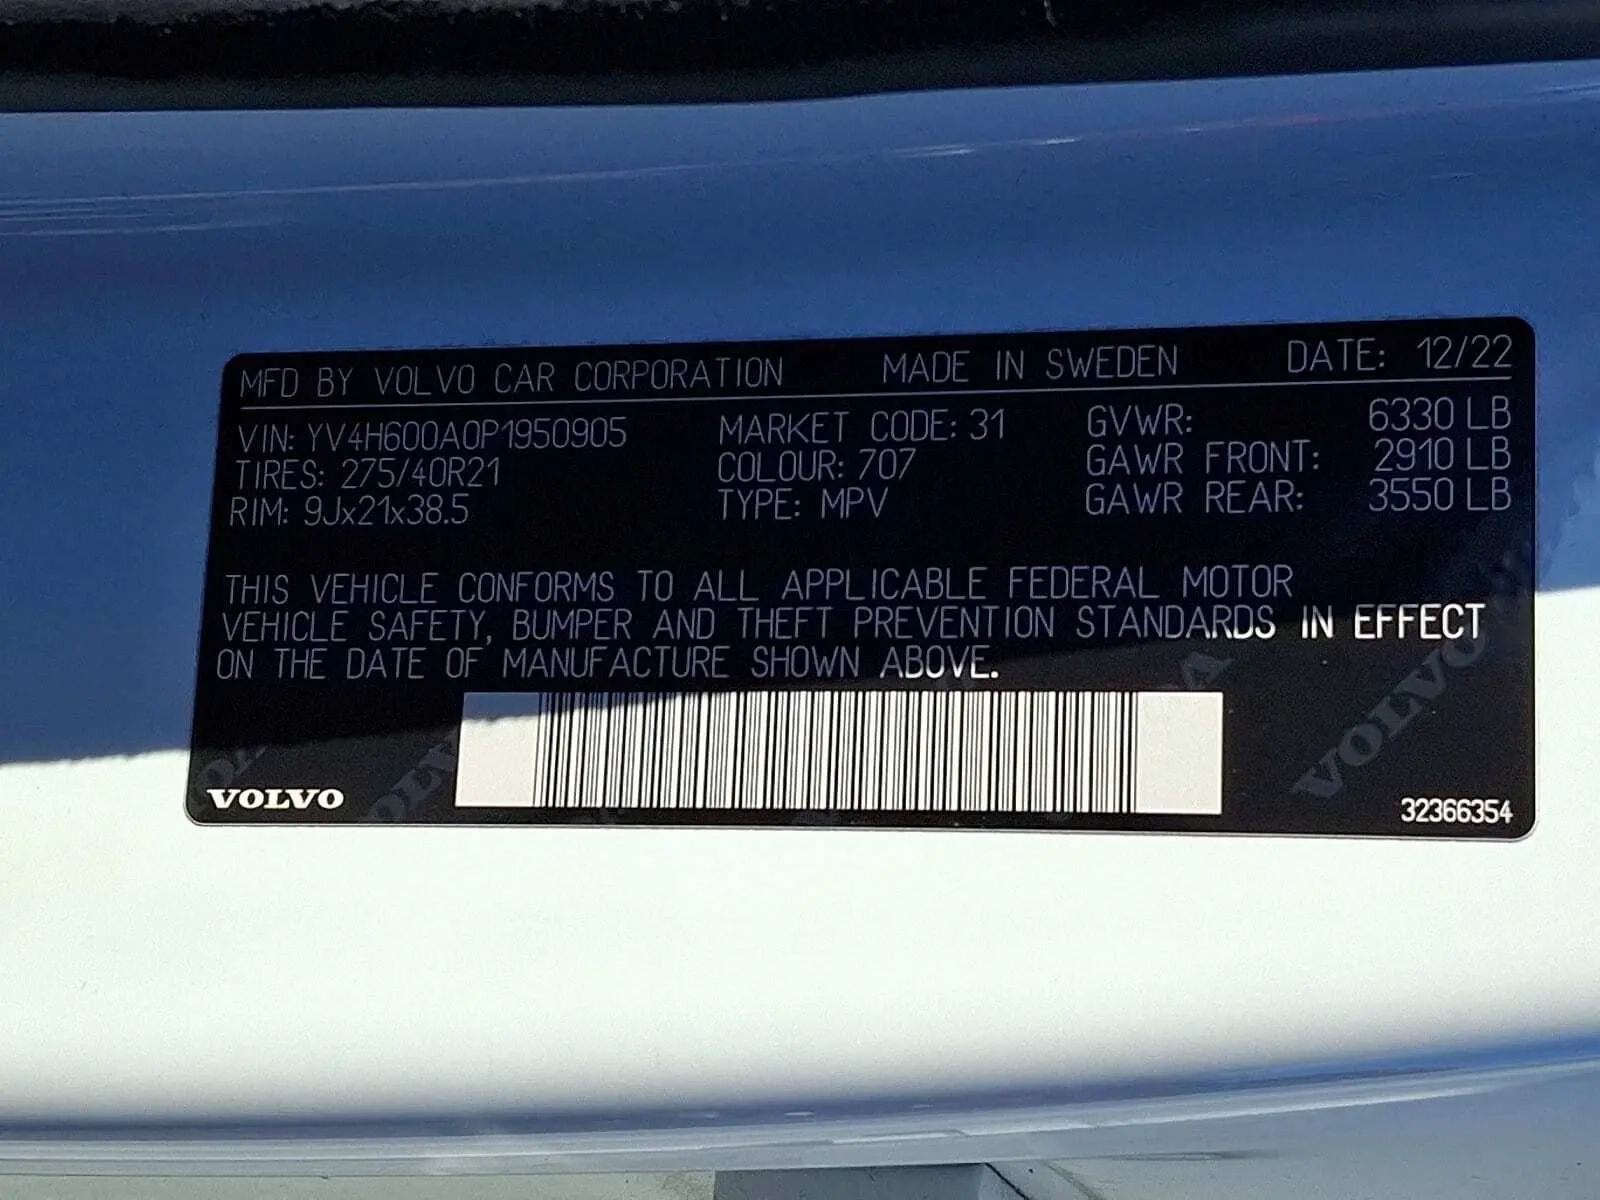 MFD BY VOLVO CAR CORPORATION MADE IN SWEDEN DATE: 12/22
VIN: YV4H600A0P1950905 MARKET CODE: 31 GVWR: 6330 LB
TIRES: 275/40R21 COLOUR: 707 GAWR FRONT: 2910 LB
RIM: 9Jx21x38.5 TYPE: MPV GAWR REAR: 3550 LB
THIS VEHICLE CONFORMS TO ALL APPLICABLE FEDERAL MOTOR
VEHICLE SAFETY, BUMPER AND THEFT PREVENTION STANDARDS IN EFFECT
ON THE DATE OF MANUFACTURE SHOWN ABOVE.
VOLVO
VOLVO
32366354